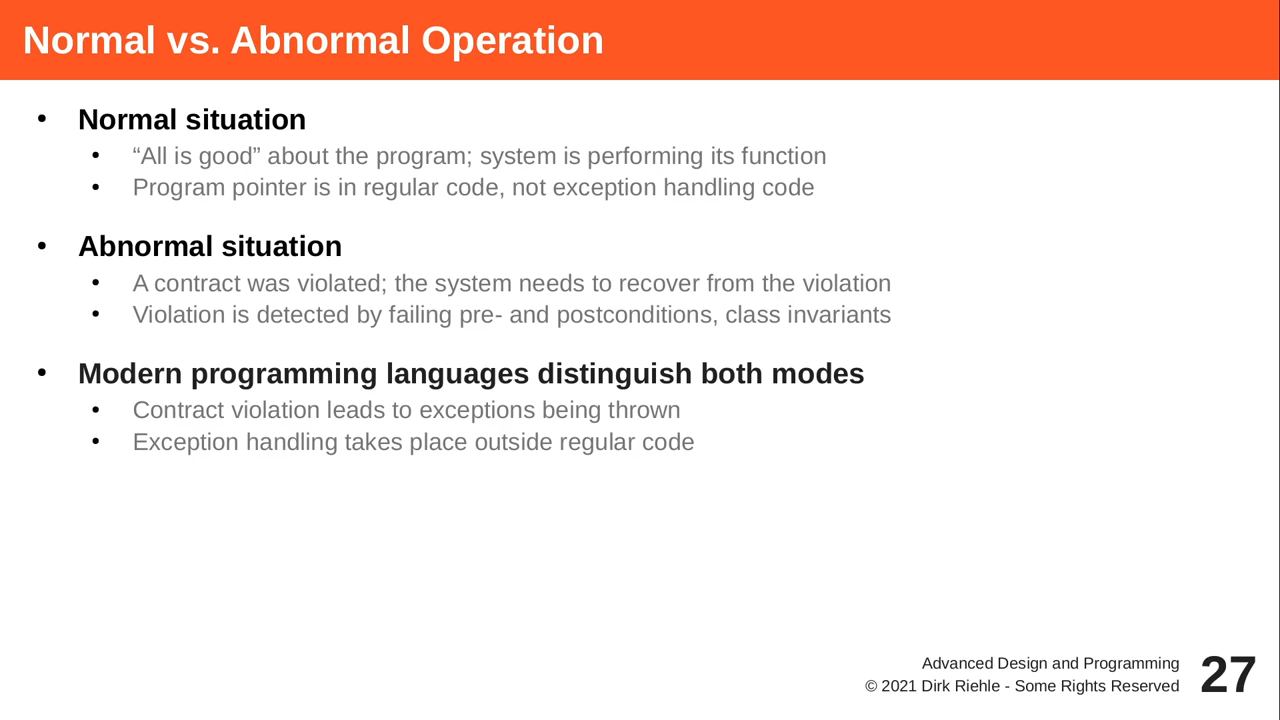 Normal vs. Abnormal Operation
• Normal situation
• “All is good” about the program; system is performing its function
• Program pointer is in regular code, not exception handling code
• Abnormal situation
• A contract was violated; the system needs to recover from the violation
• Violation is detected by failing pre- and postconditions, class invariants
• Modern programming languages distinguish both modes
• Contract violation leads to exceptions being thrown
• Exception handling takes place outside regular code
Advanced Design and Programming
© 2021 Dirk Riehle - Some Rights Reserved
27